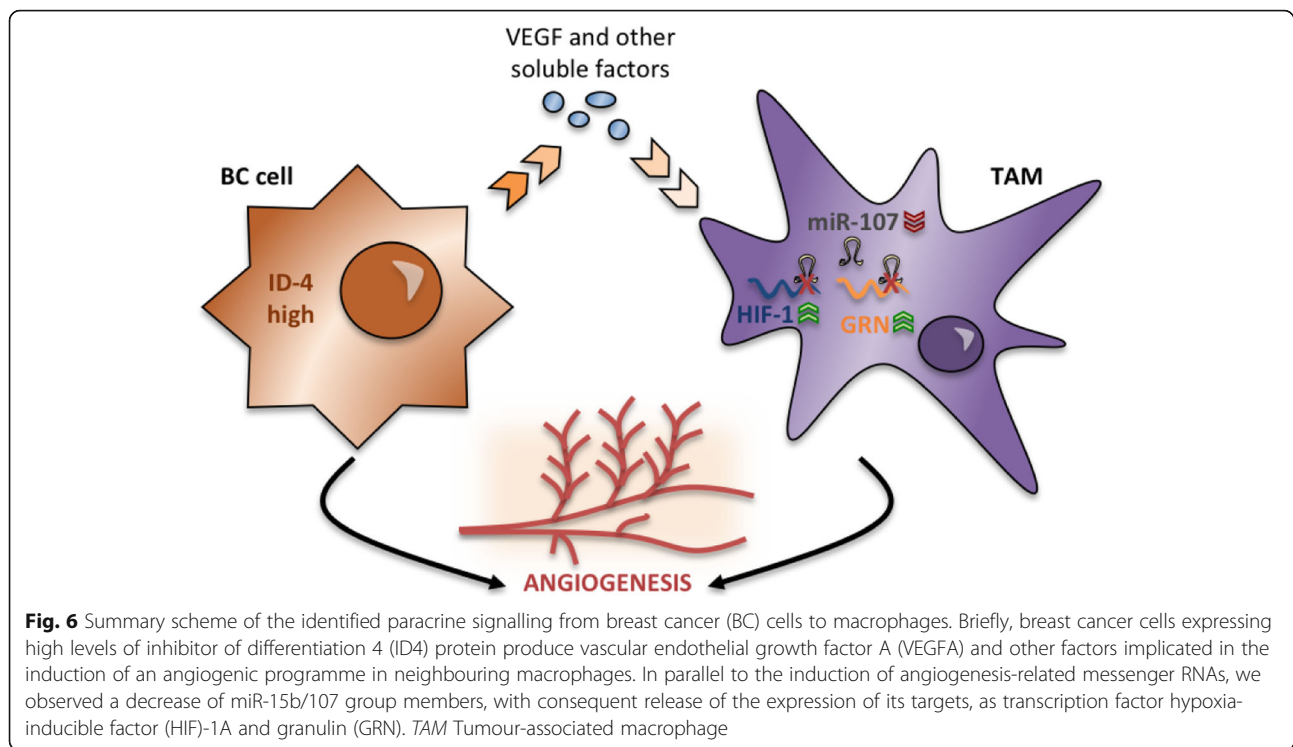 VEGF and other
soluble factors
BC cell
TAM
miR-107
ID-4
high
HIF-1
GRN
ANGIOGENESIS
Fig. 6 Summary scheme of the identified paracrine signalling from breast cancer (BC) cells to macrophages. Briefly, breast cancer cells expressing
high levels of inhibitor of differentiation 4 (ID4) protein produce vascular endothelial growth factor A (VEGFA) and other factors implicated in the
induction of an angiogenic programme in neighbouring macrophages. In parallel to the induction of angiogenesis-related messenger RNAs, we
observed a decrease of miR-15b/107 group members, with consequent release of the expression of its targets, as transcription factor hypoxia-
inducible factor (HIF)-1A and granulin (GRN). TAM Tumour-associated macrophage